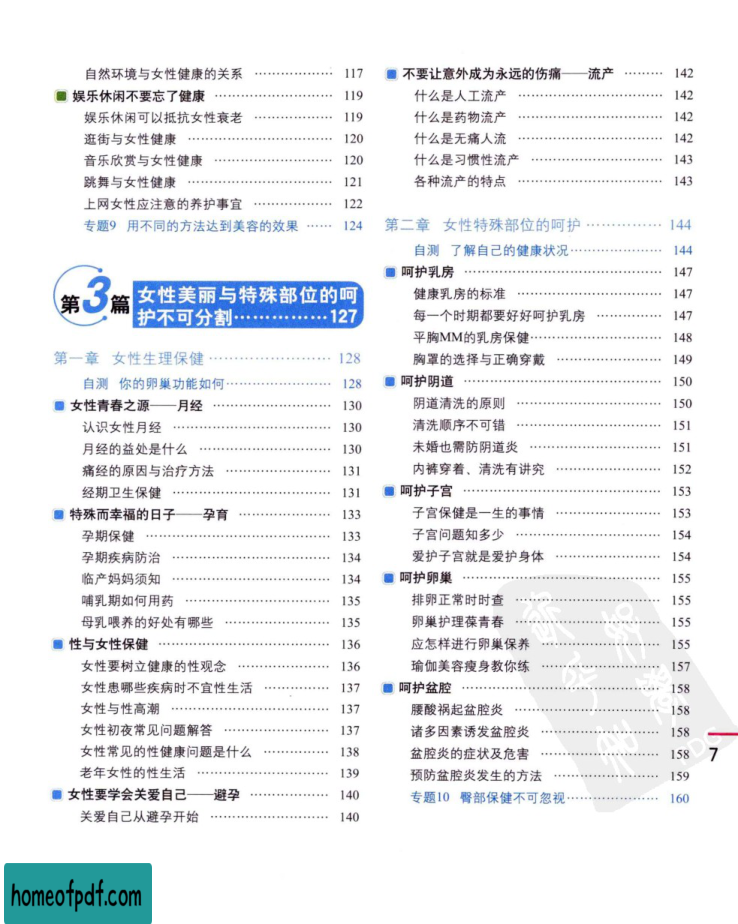 自然环境与女性健康的关系 ……………… 117
娱乐休闲不要忘了健康 …………………… 119
娱乐休闲可以抵抗女性衰老 ……………… 119
逛街与女性健康 …………………………… 120
音乐欣赏与女性健康 ……………………… 120
跳舞与女性健康 …………………………… 121
上网女性应注意的养护事宜 ……………… 122
专题9 用不同的方法达到美容的效果 …… 124
第3篇 女性美丽与特殊部位的呵
护不可分割……………127
第一章 女性生理保健 …………………… 128
自测 你的卵巢功能如何………………… 128
女性青春之源——月经 …………………… 130
认识女性月经 ……………………………… 130
月经的益处是什么 ………………………… 130
痛经的原因与治疗方法 …………………… 131
经期卫生保健 ……………………………… 131
特殊而幸福的日子——孕育 ……………… 133
孕期保健 …………………………………… 133
孕期疾病防治 ……………………………… 134
临产妈妈须知 ……………………………… 134
哺乳期如何用药 …………………………… 135
母乳喂养的好处有哪些 …………………… 135
性与女性保健 ……………………………… 136
女性要树立健康的性观念 ………………… 136
女性患哪些疾病时不宜性生活 …………… 137
女性与性高潮 ……………………………… 137
女性初夜常见问题解答 …………………… 137
女性常见的性健康问题是什么 …………… 138
老年女性的性生活 ………………………… 139
女性要学会关爱自己——避孕 …………… 140
关爱自己从避孕开始 ……………………… 140
不要让意外成为永远的伤痛——流产 ……… 142
什么是人工流产 …………………………… 142
什么是药物流产 …………………………… 142
什么是无痛人流 …………………………… 142
什么是习惯性流产 ………………………… 143
各种流产的特点 …………………………… 143
第二章 女性特殊部位的呵护 …………… 144
自测 了解自己的健康状况……………… 144
呵护乳房 …………………………………… 147
健康乳房的标准 …………………………… 147
每一个时期都要好好呵护乳房 …………… 147
平胸MM的乳房保健……………………… 148
胸罩的选择与正确穿戴 …………………… 149
呵护阴道 …………………………………… 150
阴道清洗的原则 …………………………… 150
清洗顺序不可错 …………………………… 151
未婚也需防阴道炎 ………………………… 151
内裤穿着、清洗有讲究 …………………… 152
呵护子宫 …………………………………… 153
子宫保健是一生的事情 …………………… 153
子宫问题知多少 …………………………… 154
爱护子宫就是爱护身体 …………………… 154
呵护卵巢 …………………………………… 155
排卵正常时时查 …………………………… 155
卵巢护理葆青春 …………………………… 155
应怎样进行卵巢保养 ……………………… 155
瑜伽美容瘦身教你练 ……………………… 157
呵护盆腔 …………………………………… 158
腰酸祸起盆腔炎 …………………………… 158
诸多因素诱发盆腔炎 ……………………… 158
盆腔炎的症状及危害 ……………………… 158
预防盆腔炎发生的方法 …………………… 159
专题10 臀部保健不可忽视……………… 160
7
homeofpdf.com